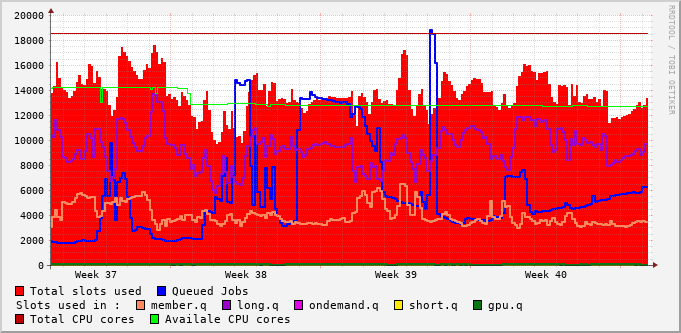 20000
18000
16000
14000
12000
10000
8000
6000
4000
2000
0
Week 37 Week 38 Week 39 Week 40
Total slots used Queued Jobs
Slots used in : member.q long.q ondemand.q short.q gpu.q
Total CPU cores Availale CPU cores
RRDTOOL / TOBI OETIKER